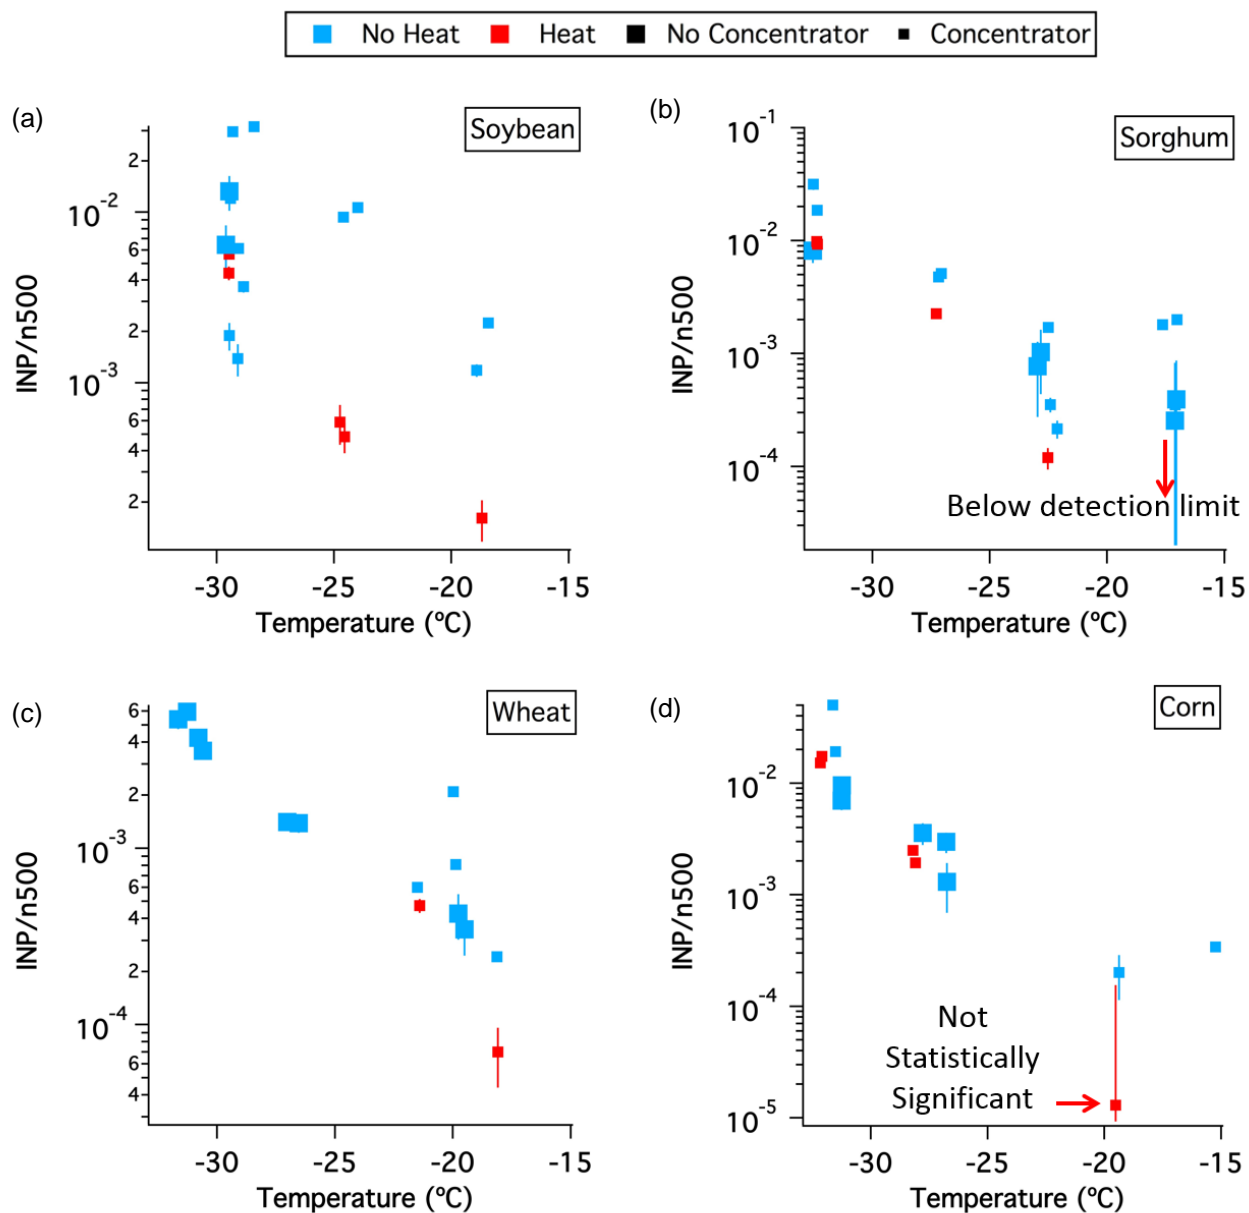 No Heat Heat No Concentrator Concentrator
(a)
Soybean
2
10-2
6
4
2
10-3
6
4
2
INP/n500
-30 -25 -20 -15
Temperature (ºC)
(b)
Sorghum
10-1
10-2
10-3
10-4
INP/n500
Below detection limit
-30 -25 -20 -15
Temperature (ºC)
(c)
Wheat
6
4
2
10-3
6
4
2
10-4
6
4
INP/n500
-30 -25 -20 -15
Temperature (ºC)
(d)
Corn
10-2
10-3
10-4
10-5
INP/n500
Not
Statistically
Significant
-30 -25 -20 -15
Temperature (ºC)